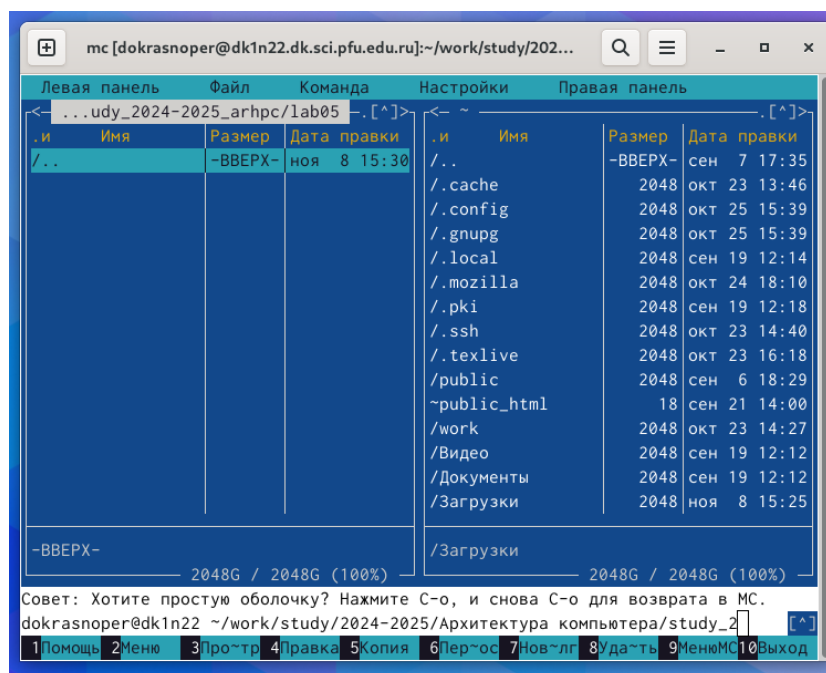 mc [dokrasnoper@dk1n22.dk.sci.pfu.edu.ru]:~/work/study/202...
Левая панель Файл Команда Настройки Правая панель
<— ...udy_2024-2025_arhpc/lab05 —.[^]>
.и Имя Размер Дата правки
/.. -ВВЕРХ- ноя 8 15:30
-ВВЕРХ-
2048G / 2048G (100%)
<— ~ —.[^]>
.и Имя Размер Дата правки
/.. -ВВЕРХ- сен 7 17:35
/.cache 2048 окт 23 13:46
/.config 2048 окт 25 15:39
/.gnupg 2048 окт 25 15:39
/.local 2048 сен 19 12:14
/.mozilla 2048 окт 24 18:10
/.pki 2048 сен 19 12:18
/.ssh 2048 окт 23 14:40
/.texlive 2048 окт 23 16:18
/public 2048 сен 6 18:29
~public_html 18 сен 21 14:00
/work 2048 окт 23 14:27
/Видео 2048 сен 19 12:12
/Документы 2048 сен 19 12:12
/Загрузки 2048 ноя 8 15:25
/Загрузки
2048G / 2048G (100%)
Совет: Хотите простую оболочку? Нажмите C-o, и снова C-o для возврата в MC.
dokrasnoper@dk1n22 ~/work/study/2024-2025/Архитектура компьютера/study_2 [^]
1Помощь 2Меню 3Про~тр 4Правка 5Копия 6Пер~ос 7Нов~лг 8Уда~ть 9МенюMC 10Выход